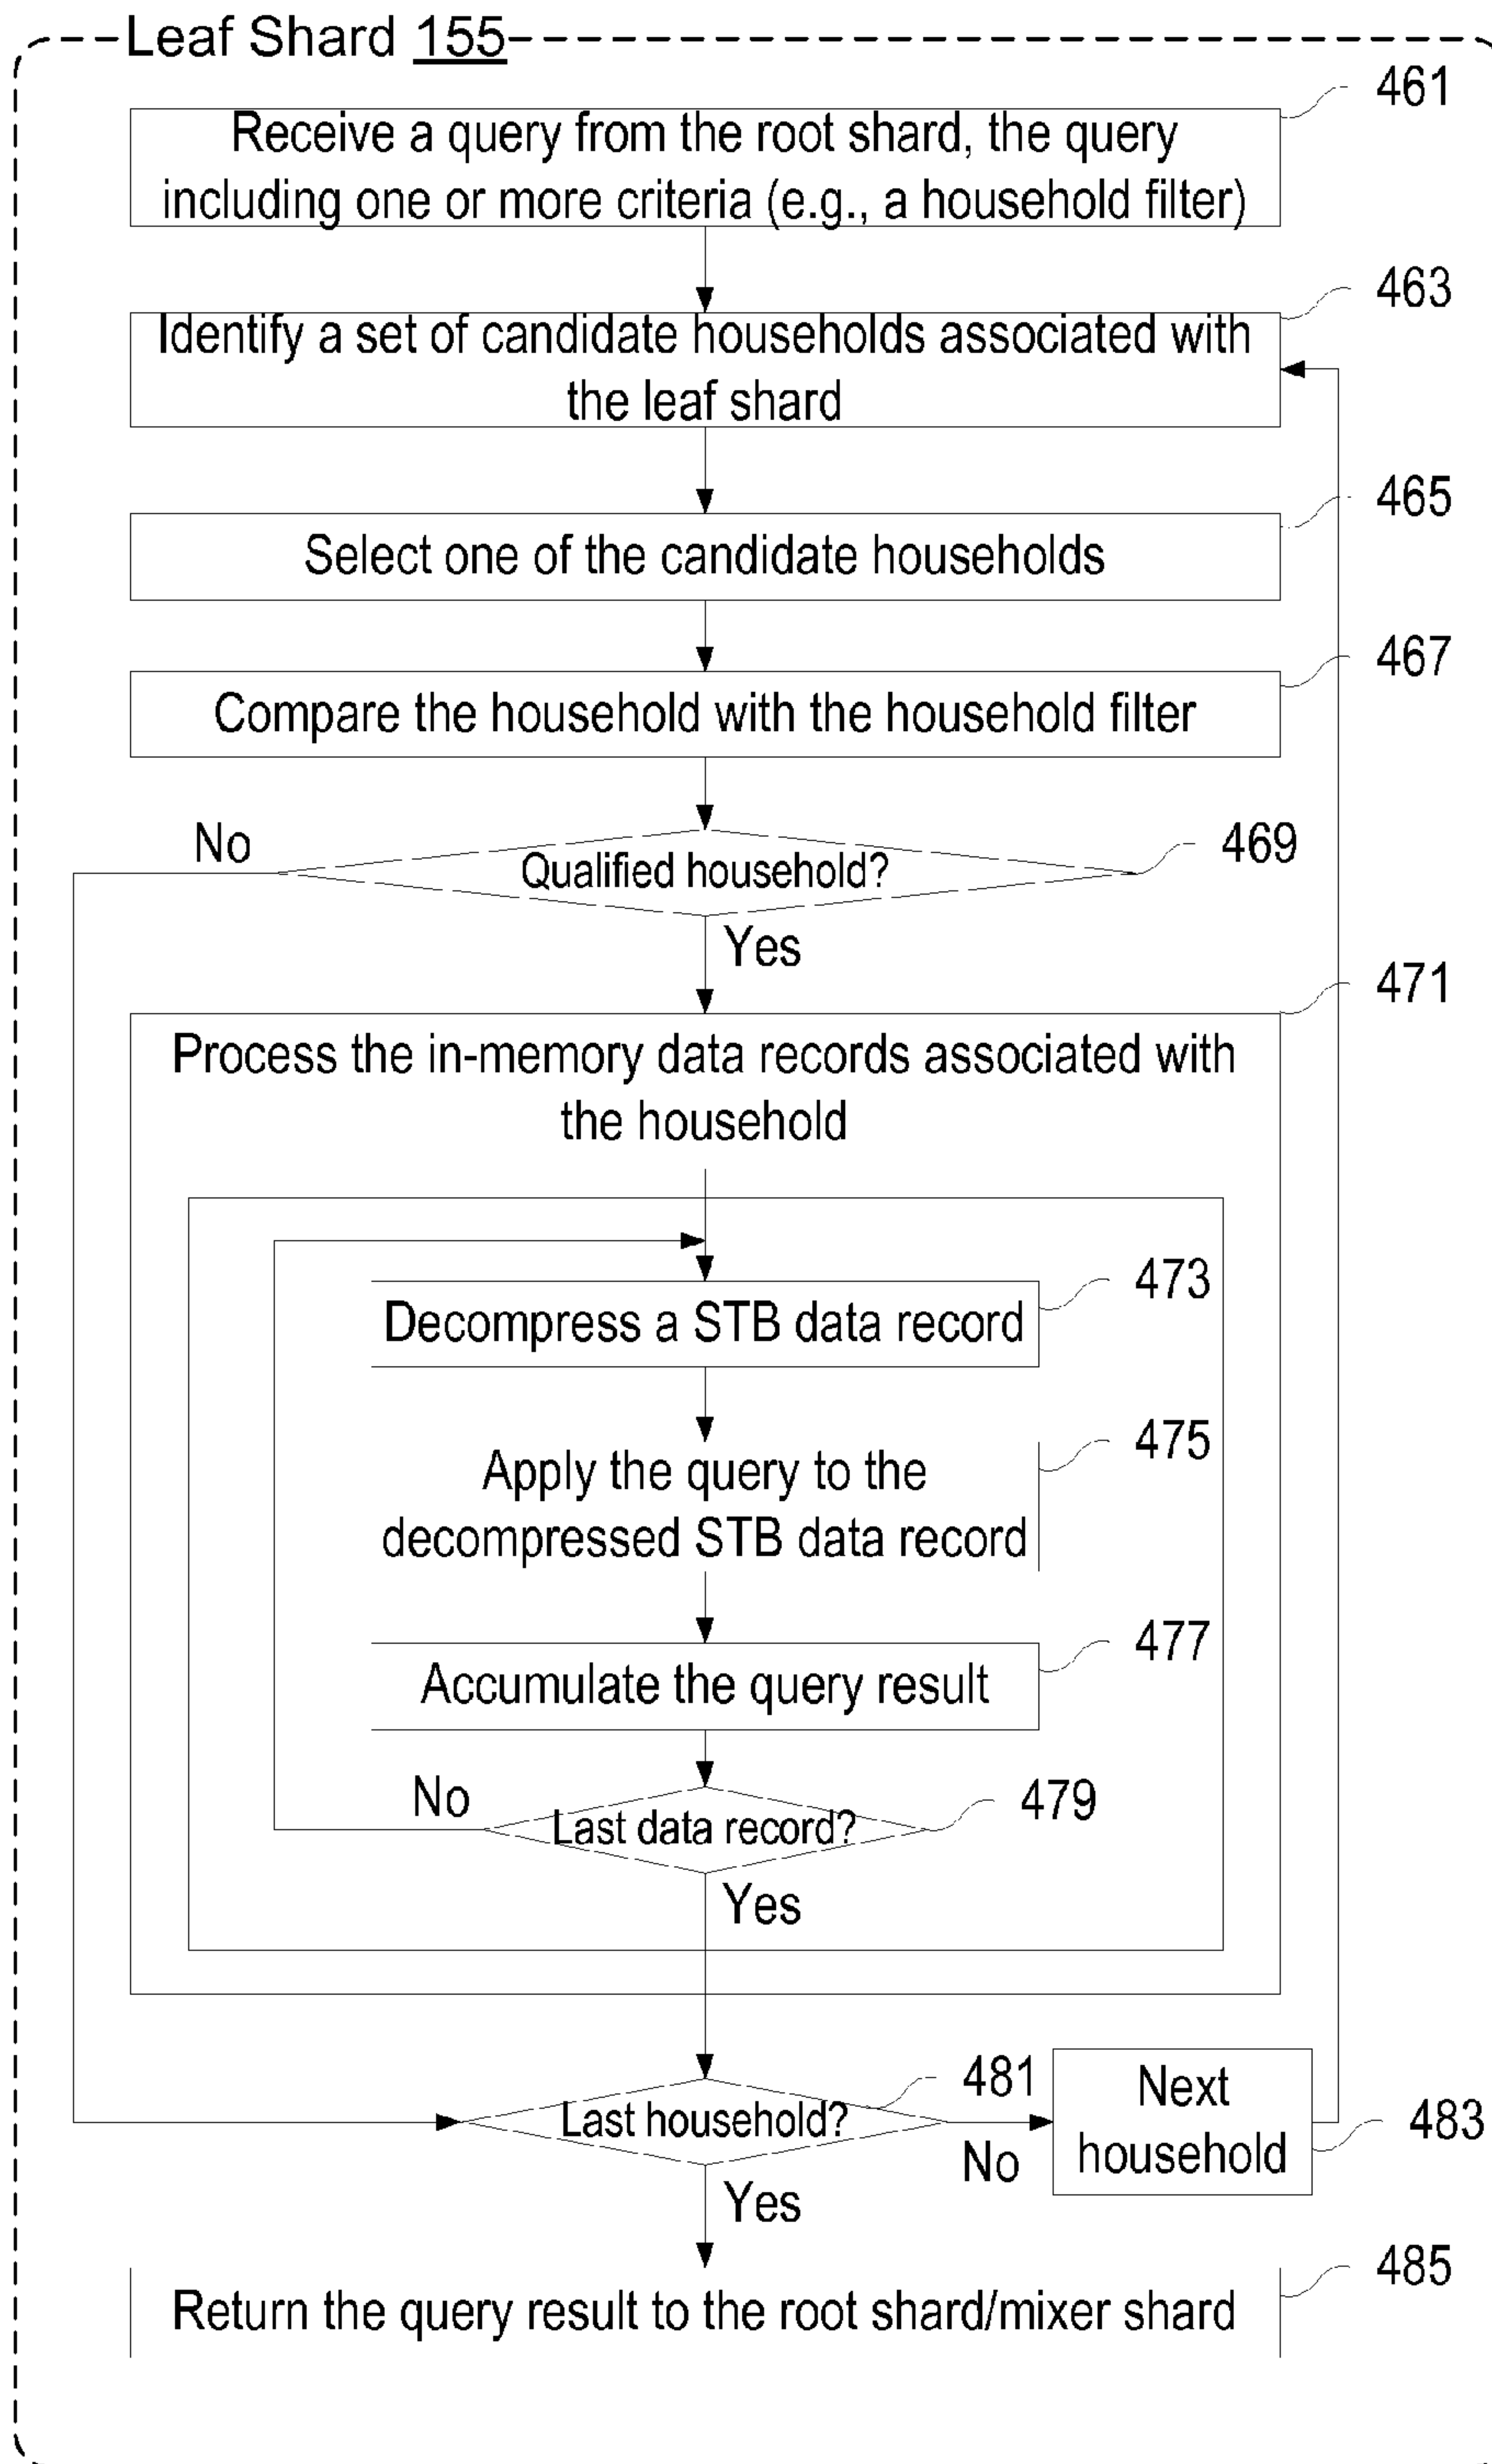 Leaf Shard 155
461
Receive a query from the root shard, the query
including one or more criteria (e.g., a household filter)
463
Identify a set of candidate households associated with
the leaf shard
465
Select one of the candidate households
467
Compare the household with the household filter
No
469
Qualified household?
Yes
471
Process the in-memory data records associated with
the household
473
Decompress a STB data record
475
Apply the query to the
decompressed STB data record
477
Accumulate the query result
No
479
Last data record?
Yes
481
Last household?
No
Next
household
483
Yes
485
Return the query result to the root shard/mixer shard